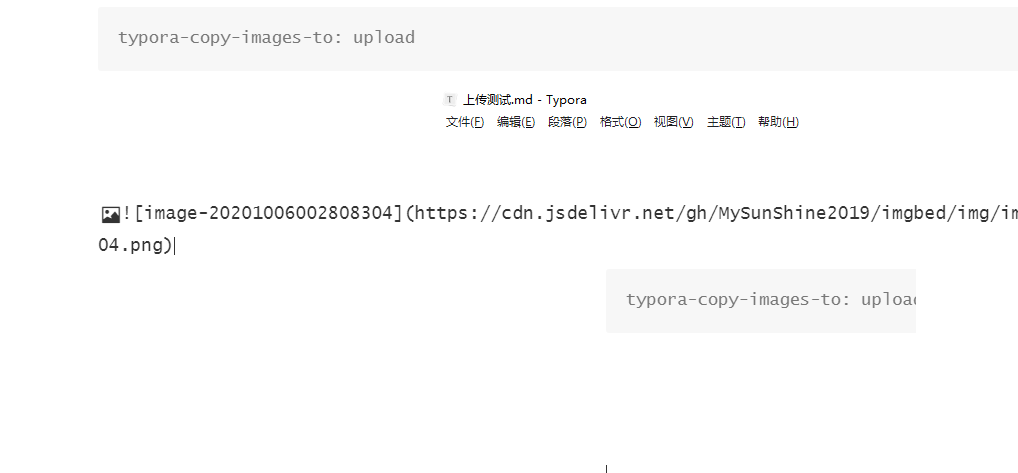 typora-copy-images-to: upload
上传测试.md - Typora
文件(F) 编辑(E) 段落(P) 格式(O) 视图(V) 主题(T) 帮助(H)
![image-20201006002808304](https://cdn.jsdelivr.net/gh/MySunShine2019/imgbed/img/im
04.png)
typora-copy-images-to: upload